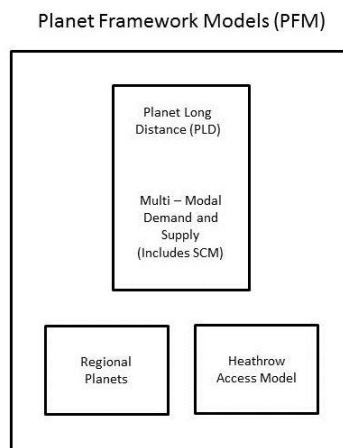 Planet Framework Models (PFM)
Planet Long
Distance (PLD)
Multi – Modal
Demand and
Supply
(Includes SCM)
Regional
Planets
Heathrow
Access Model